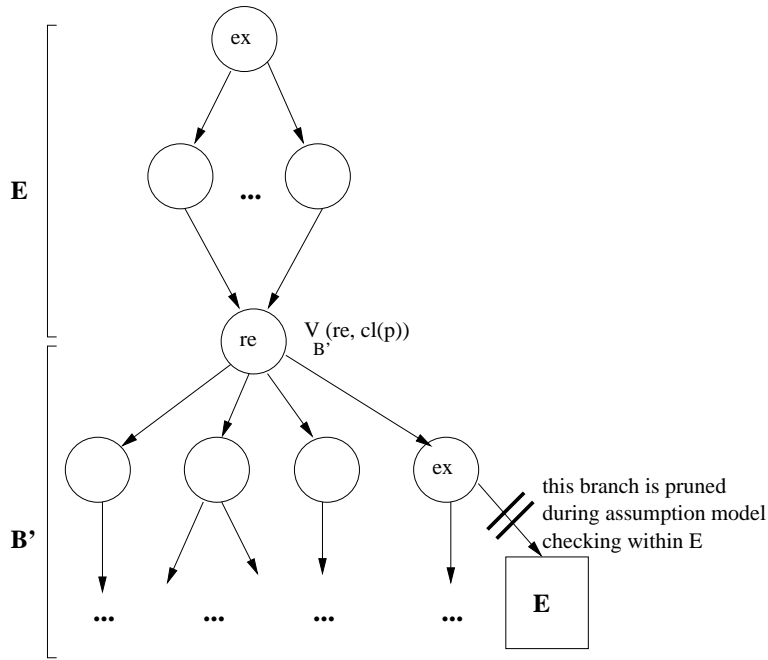 ex
E
...
re
V (re, cl(p))
B'
ex
this branch is pruned
during assumption model
checking within E
B'
E
... ... ... ...